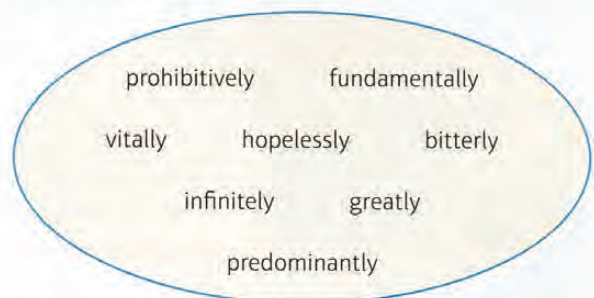 prohibitively fundamentally
vitally hopelessly bitterly
infinitely greatly
predominantly